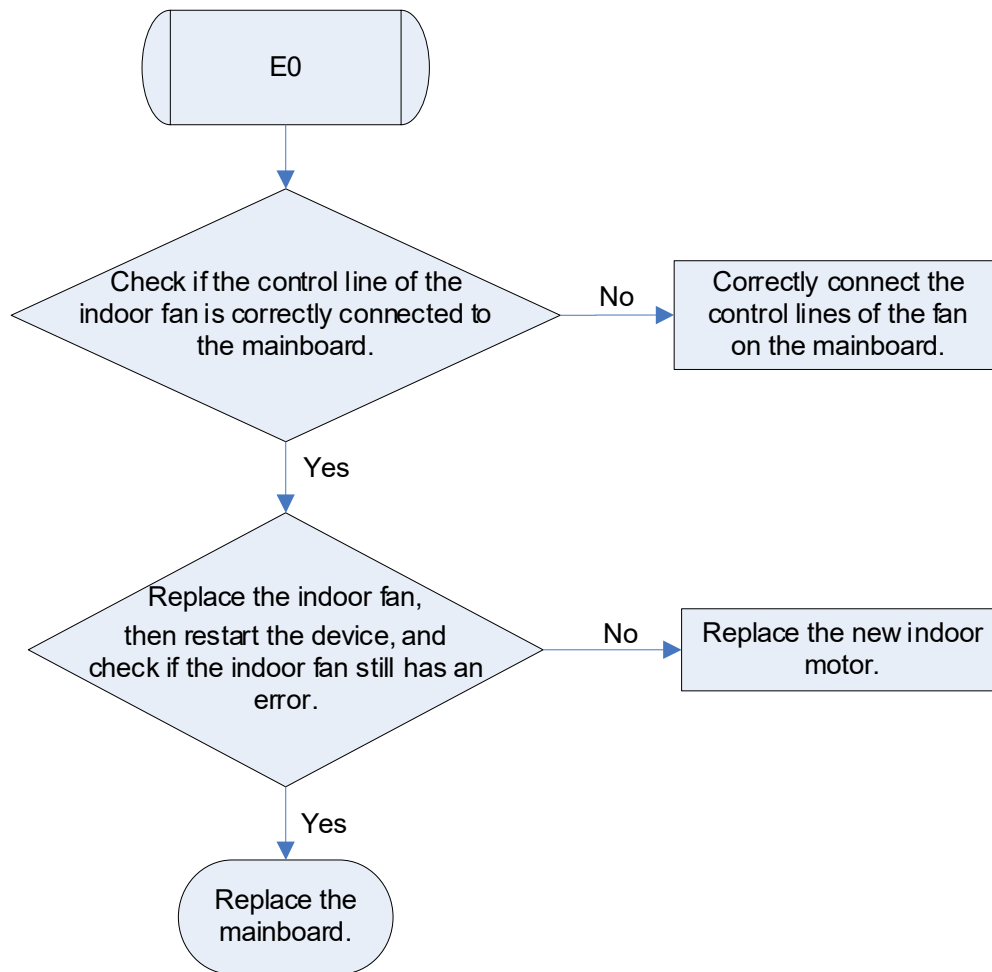 E0
Check if the control line of the
indoor fan is correctly connected to
the mainboard.
No
Correctly connect the
control lines of the fan
on the mainboard.
Yes
Replace the indoor fan,
then restart the device, and
check if the indoor fan still has an
error.
No
Replace the new indoor
motor.
Yes
Replace the
mainboard.